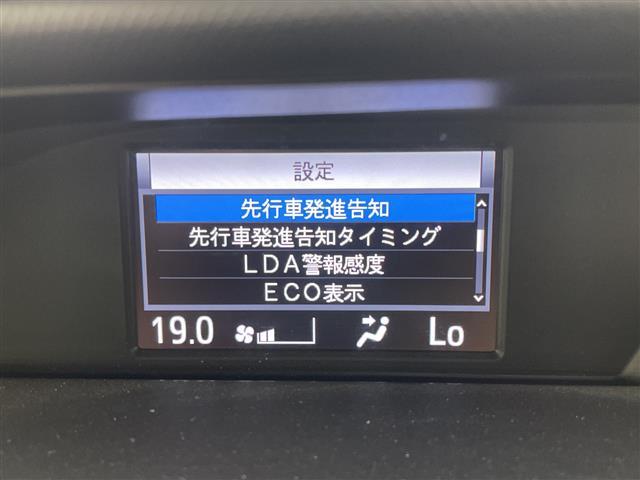 設定
先行車発進告知
先行車発進告知タイミング
ＬＤＡ警報感度
ＥＣＯ表示
19.0 Lo